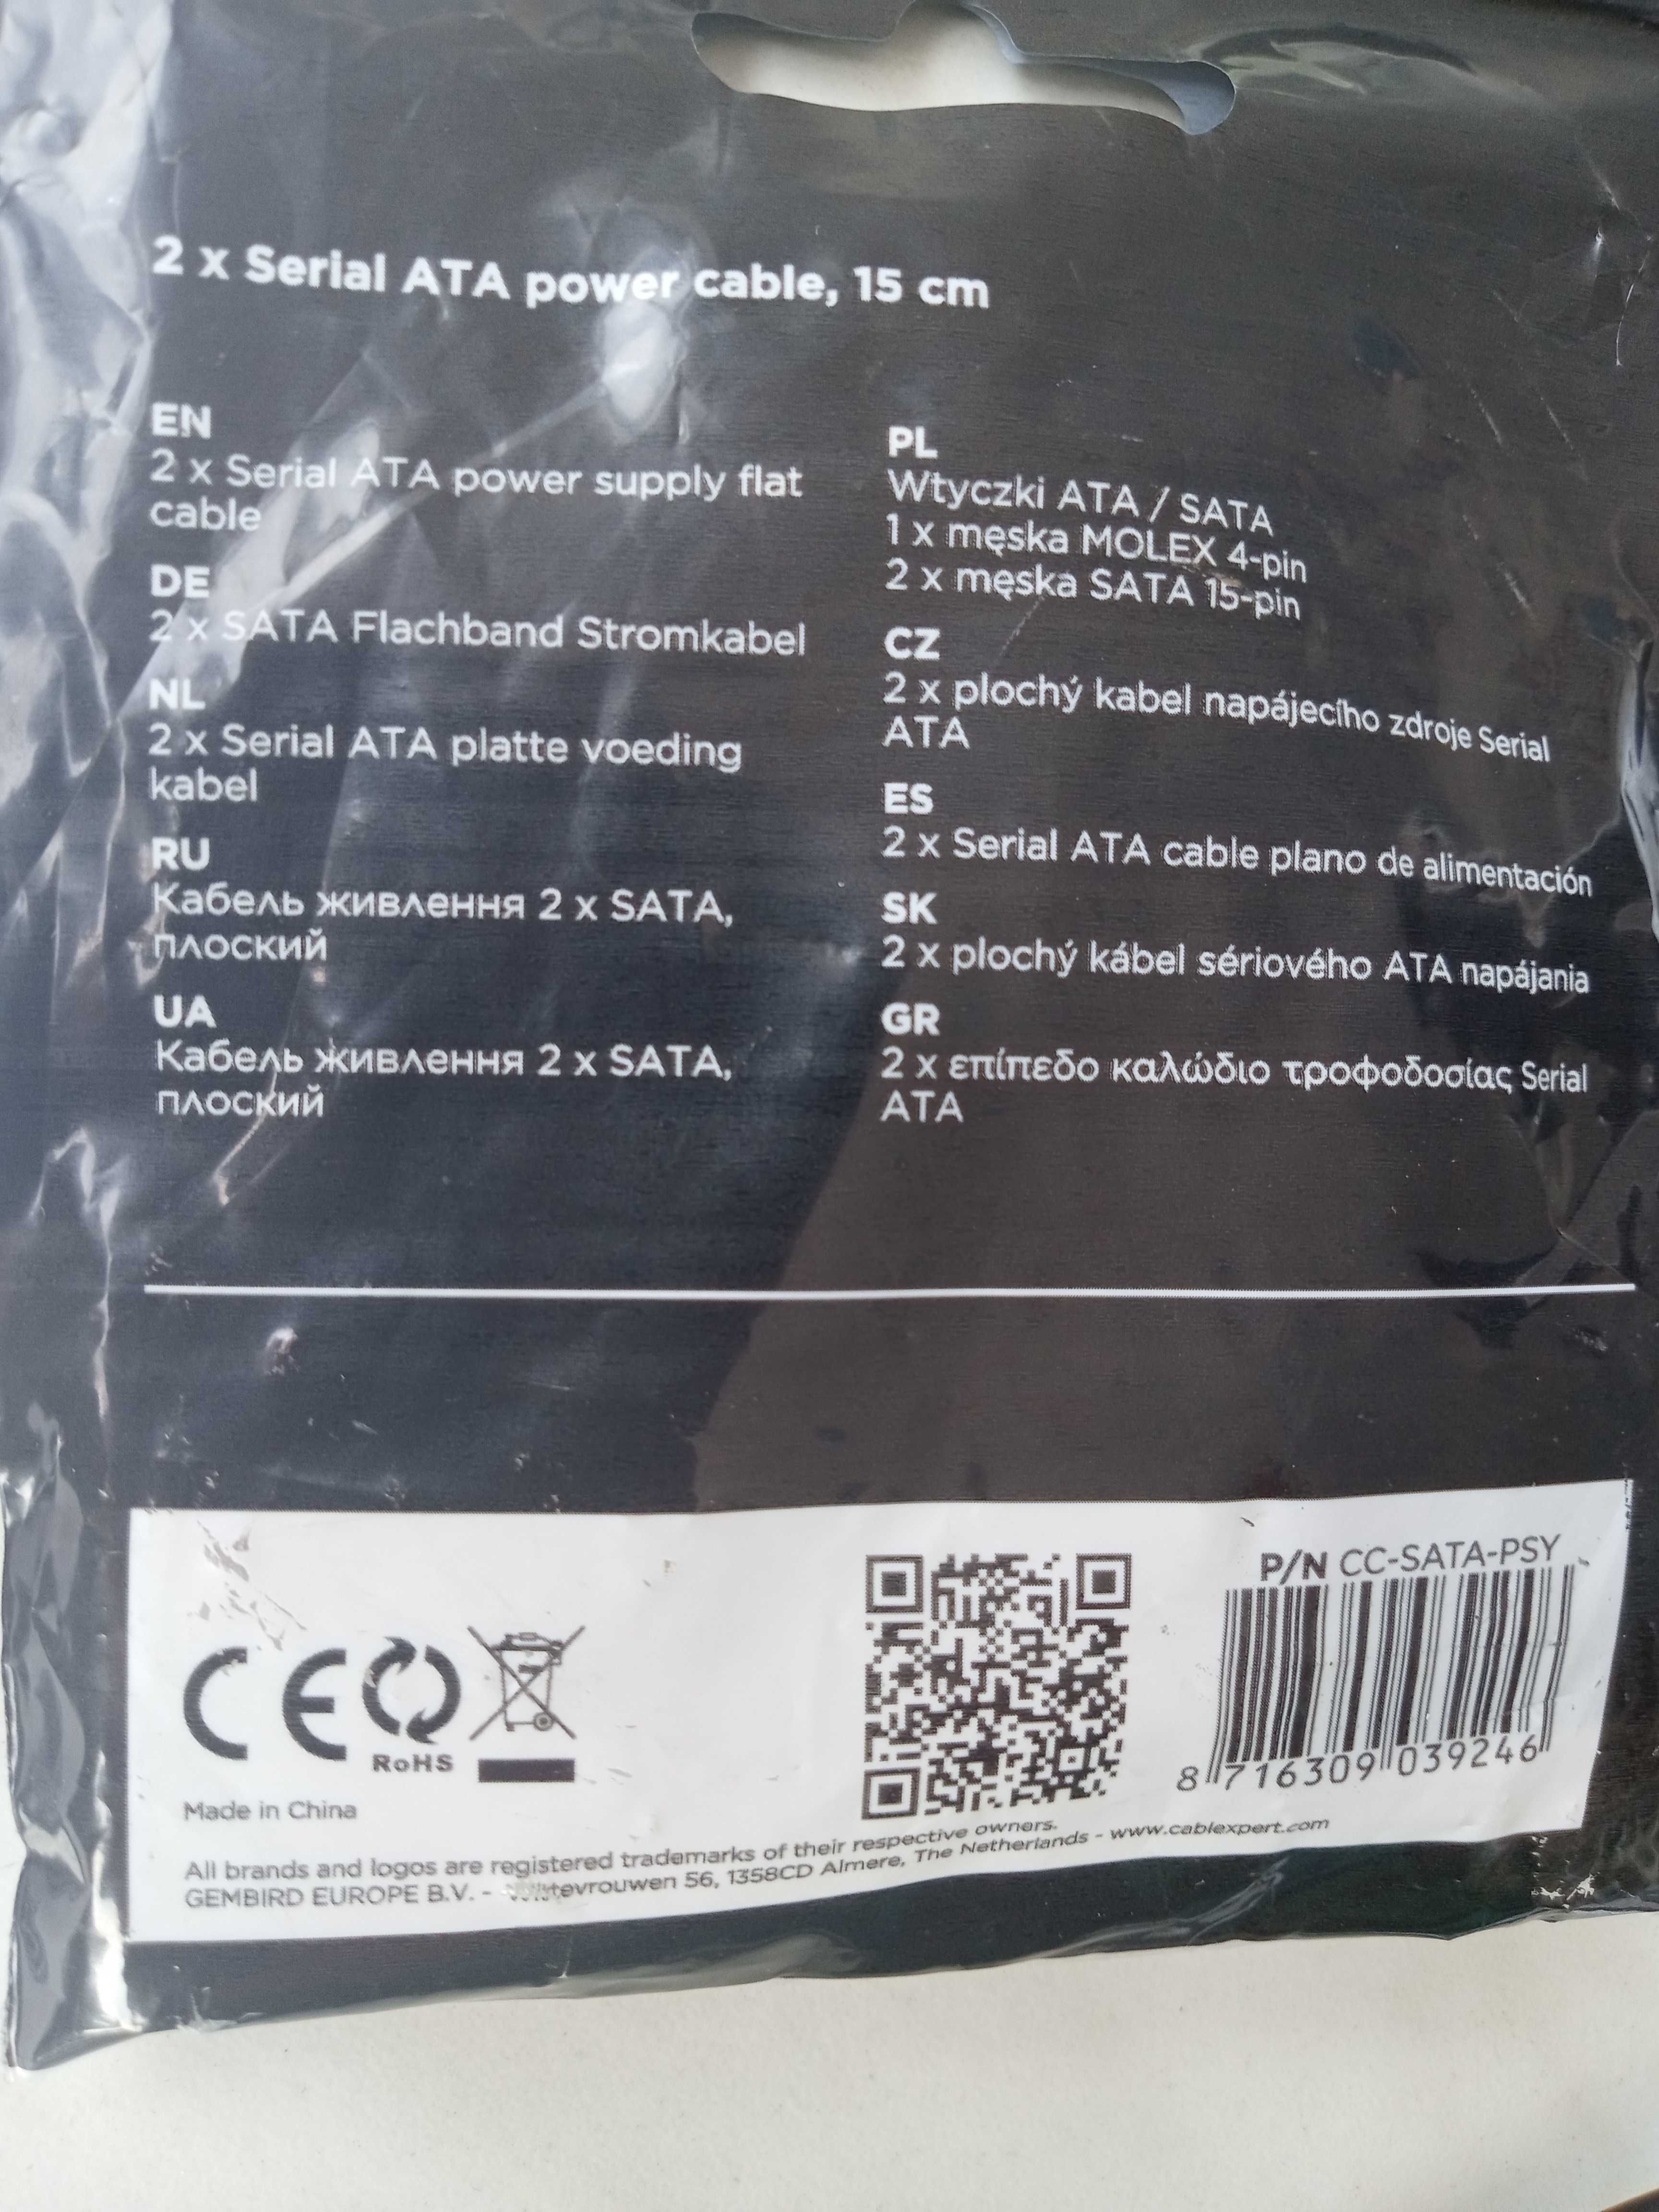 2 x Serial ATA power cable, 15 cm
EN
2 x Serial ATA power supply flat
cable
DE
2 x SATA Flachband Stromkabel
NL
2 x Serial ATA platte voeding
kabel
RU
Кабель живлення 2 x SATA,
плоский
UA
Кабель живлення 2 x SATA,
плоский
PL
Wtyczki ATA / SATA
1 x męska MOLEX 4-pin
2 x męska SATA 15-pin
CZ
2 x plochý kabel napájecího zdroje Serial
ATA
ES
2 x Serial ATA cable plano de alimentación
SK
2 x plochý kábel sériového ATA napájania
GR
2 x επίπεδο καλώδιο τροφοδοσίας Serial
ATA
CE
RoHS
Made in China
P/N CC-SATA-PSY
8 716309 039246
All brands and logos are registered trademarks of their respective owners.
GEMBIRD EUROPE B.V. - 56, 1358CD Almere, The Netherlands - www.cablexpert.com